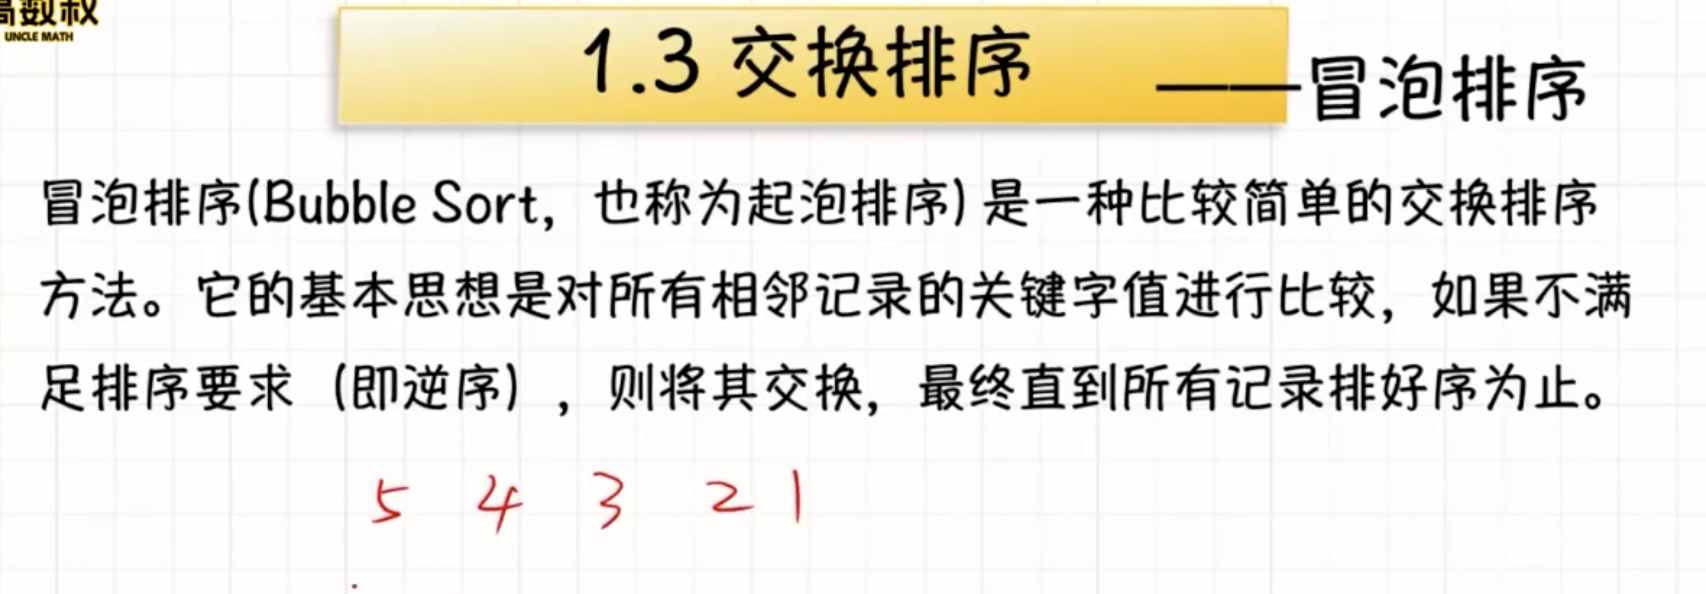 高数叔
UNCLE MATH
1.3 交换排序 ——冒泡排序
冒泡排序(Bubble Sort，也称为起泡排序)是一种比较简单的交换排序
方法。它的基本思想是对所有相邻记录的关键字值进行比较，如果不满
足排序要求（即逆序），则将其交换，最终直到所有记录排好序为止。
5 4 3 2 1